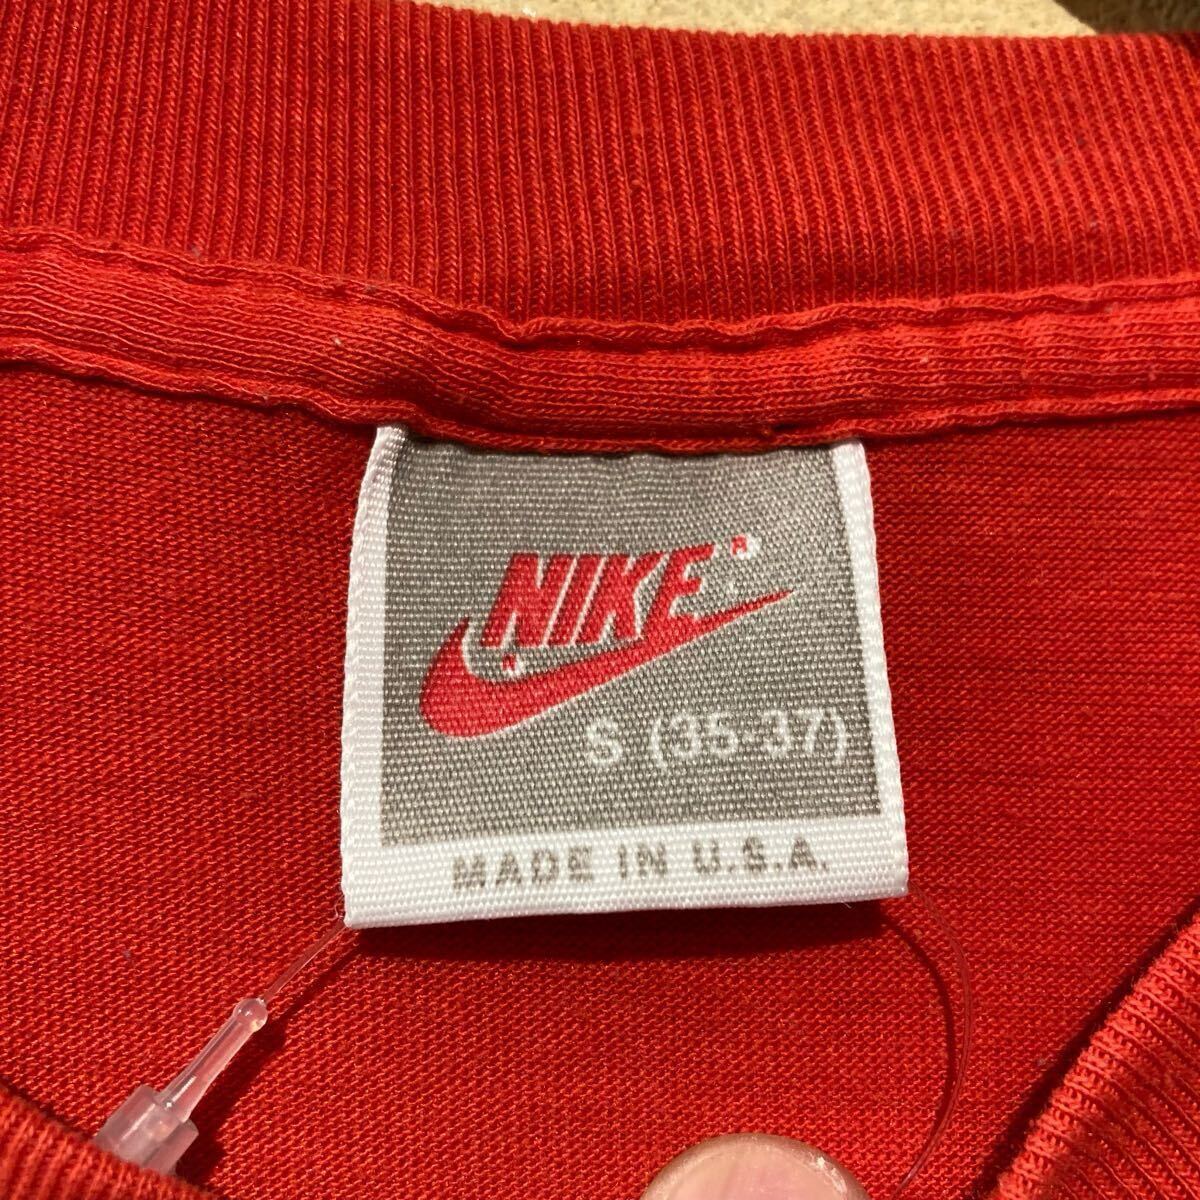 NIKE®
®
S (35-37)
MADE IN U.S.A.